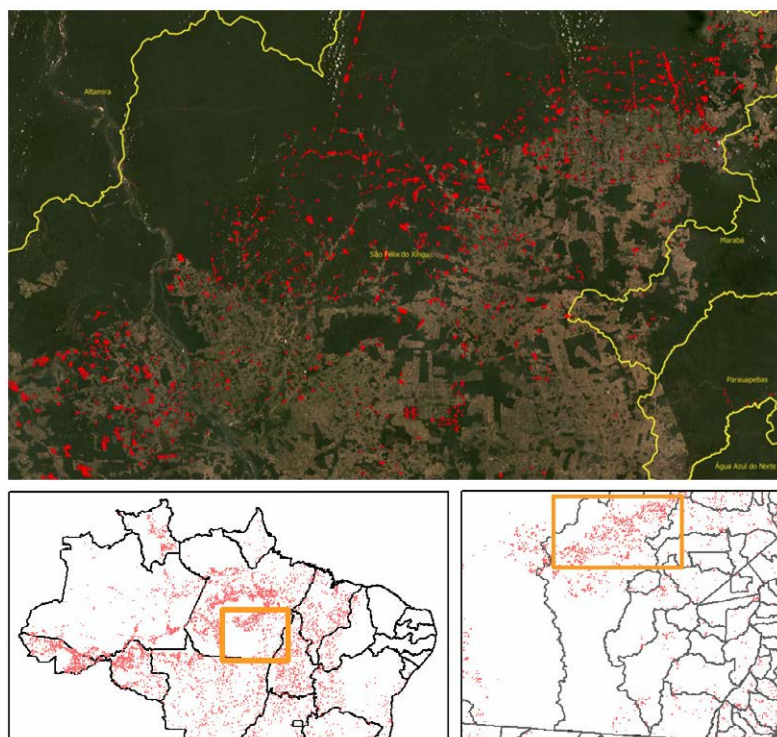 Altamira
São Félix do Xingu
Marabá
Parauapebas
Água Azul do Norte